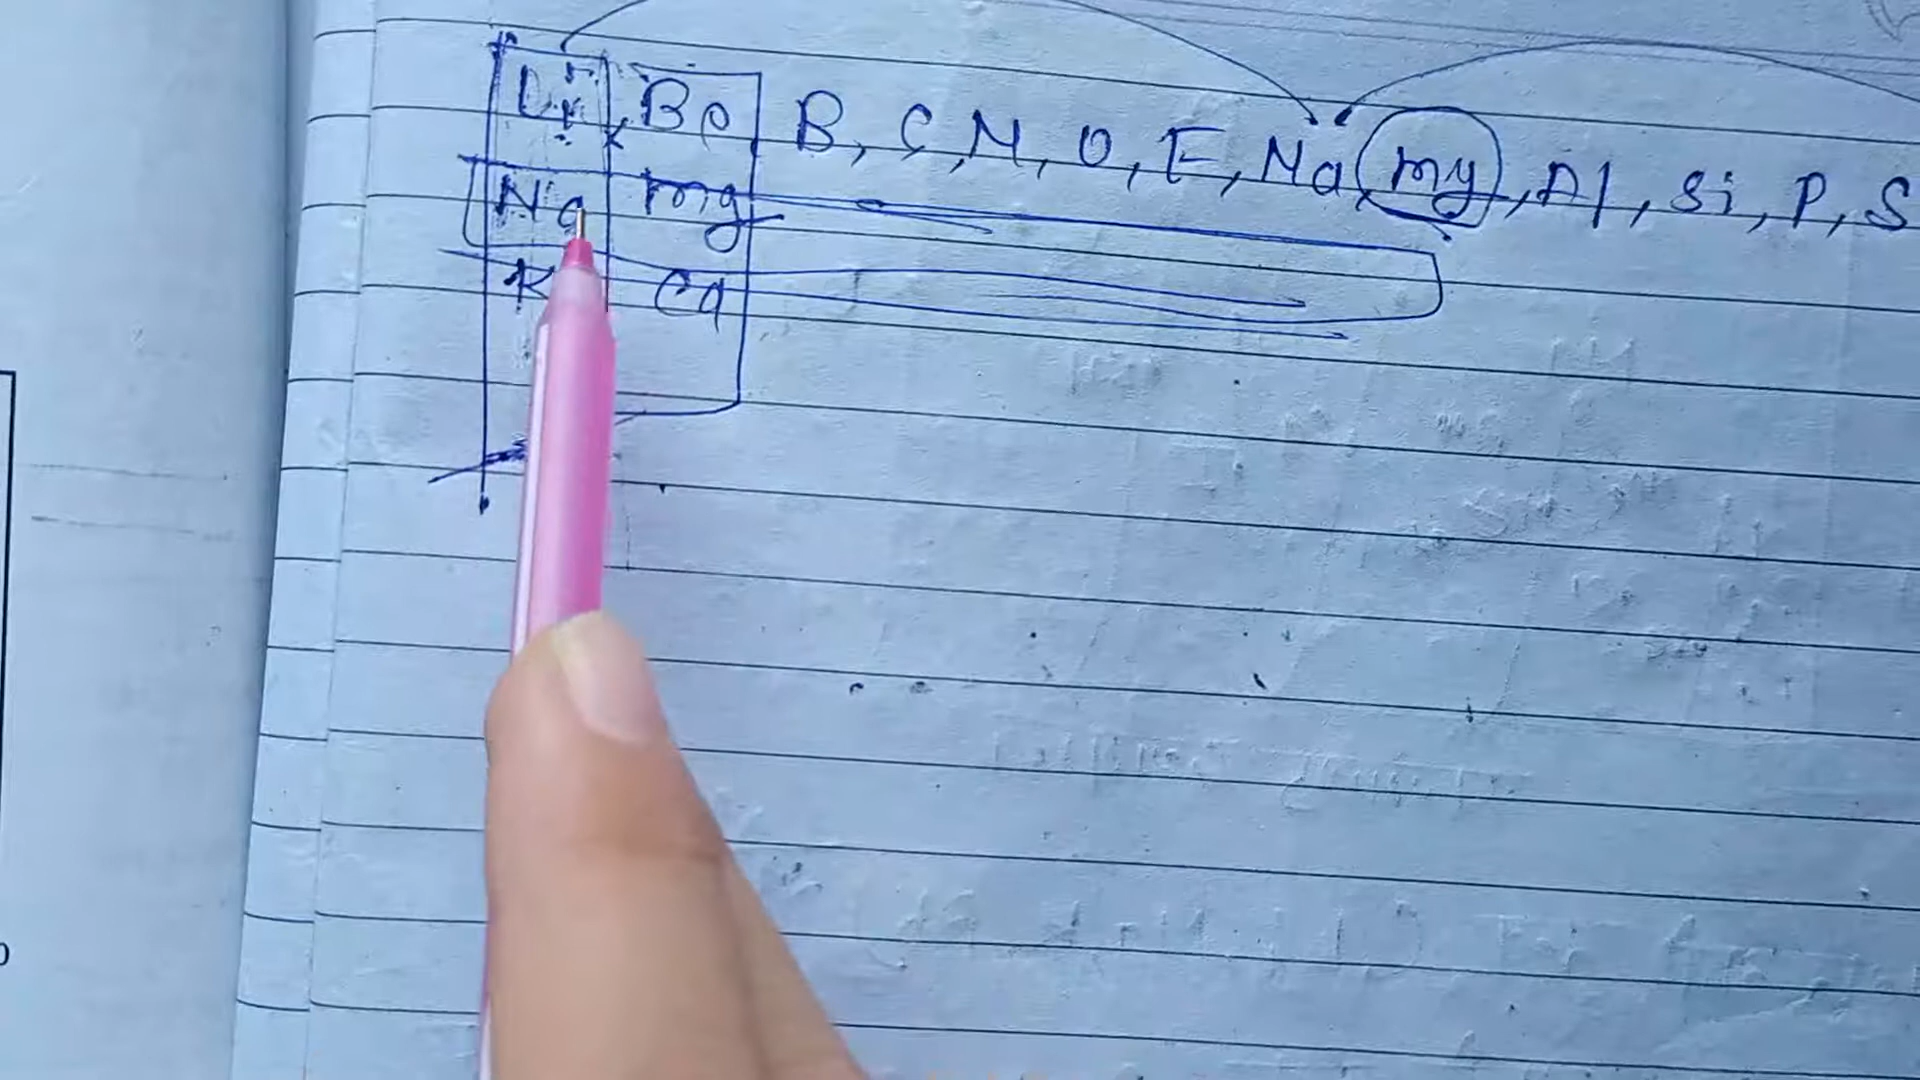 Li, Be B, C, N, O, F, Na, mg, Al, Si, P, S
Na mg
K Ca